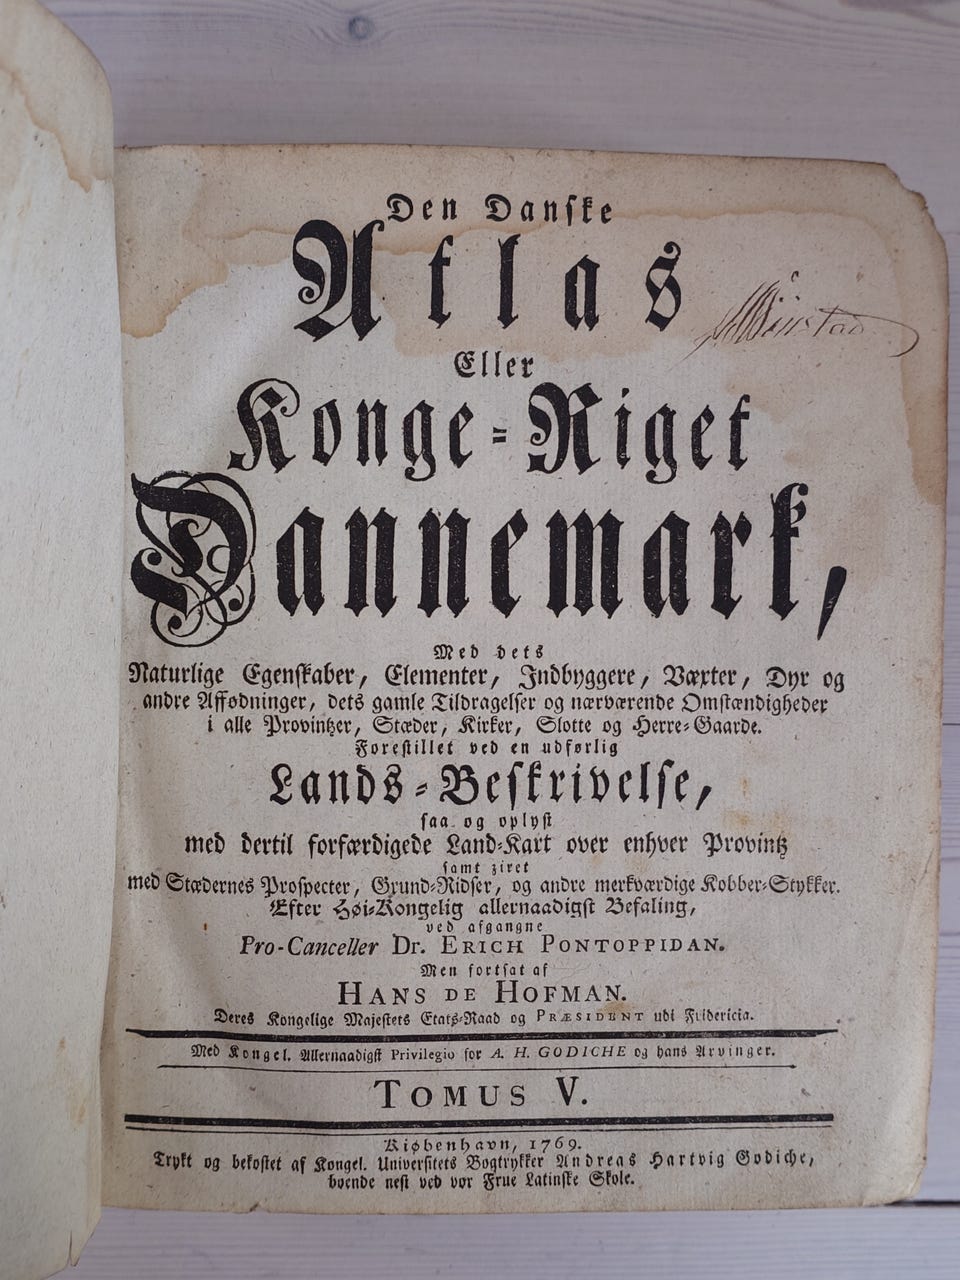 Den Danske
Atlas
Eller
Konge-Riget
Dannemark,
Med dets
Naturlige Egenskaber, Elementer, Indbyggere, Væxter, Dyr og
andre Affødninger, dets gamle Tildragelser og nærværende Omstændigheder
i alle Provintzer, Stæder, Kirker, Slotte og Herre-Gaarde.
Forestillet ved en udførlig
Lands-Beskrivelse,
saa og oplyst
med dertil forfærdigede Land-Kart over enhver Provintz
samt ziret
med Stædernes Prospecter, Grund-Ridser, og andre merkværdige Kobber-Stykker.
Efter Høi-Kongelig allernaadigst Befaling,
ved afgangne
Pro-Canceller Dr. ERICH PONTOPPIDAN.
Men fortsat af
HANS DE HOFMAN.
Deres Kongelige Majestets Etats-Raad og PRÆSIDENT udi Fridericia.
Med Kongel. Allernaadigst Privilegio for A. H. GODICHE og hans Arvinger.
TOMUS V.
Kiøbenhavn, 1769.
Trykt og bekostet af Kongel. Universitets Bogtrykker Andreas Hartvig Godiche,
boende nest ved vor Frue Latinske Skole.